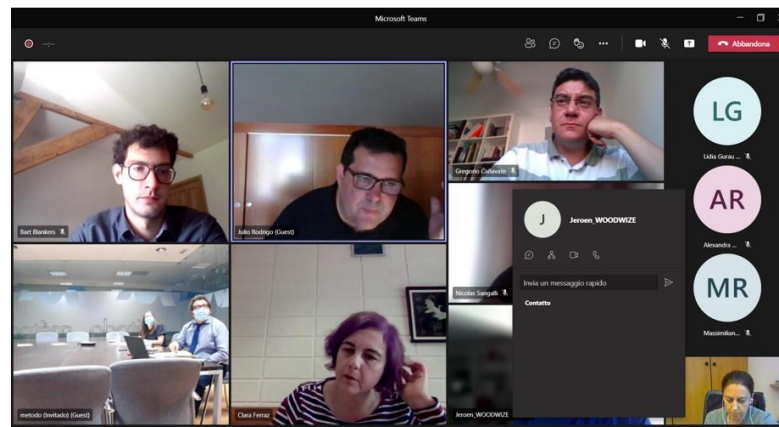 Microsoft Teams
--:--
Abbandona
Bart Blankers
Julio Rodrigo (Guest)
Gregorio Cañavate
LG
Lidia Gurau ...
AR
Alexandra ...
MR
Massimilian...
Nicolas Sangalli
J
Jeroen_WOODWIZE
Invia un messaggio rapido
Contatto
metodo (Invitado) (Guest)
Clara Ferraz
Jeroen_WOODWIZE